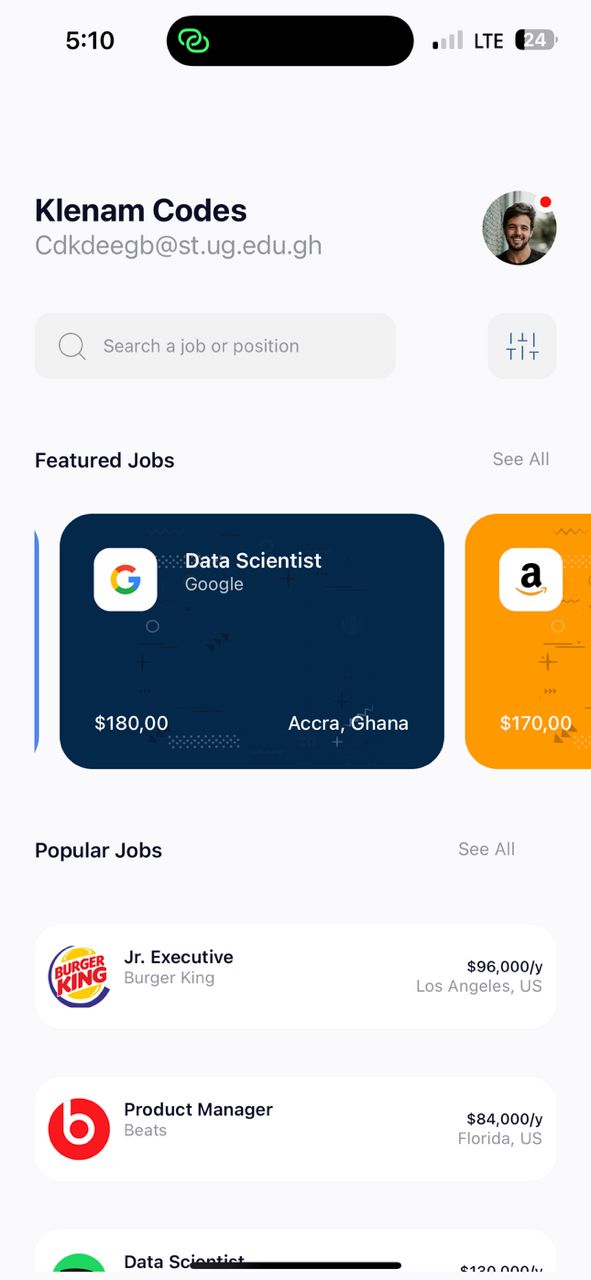 5:10
LTE
24
Klenam Codes
Cdkdeegb@st.ug.edu.gh
Search a job or position
Featured Jobs
See All
Data Scientist
Google
$180,00
Accra, Ghana
a
$170,00
Popular Jobs
See All
BURGER
KING
Jr. Executive
Burger King
$96,000/y
Los Angeles, US
Product Manager
Beats
$84,000/y
Florida, US
Data Scientist
$130,000/y